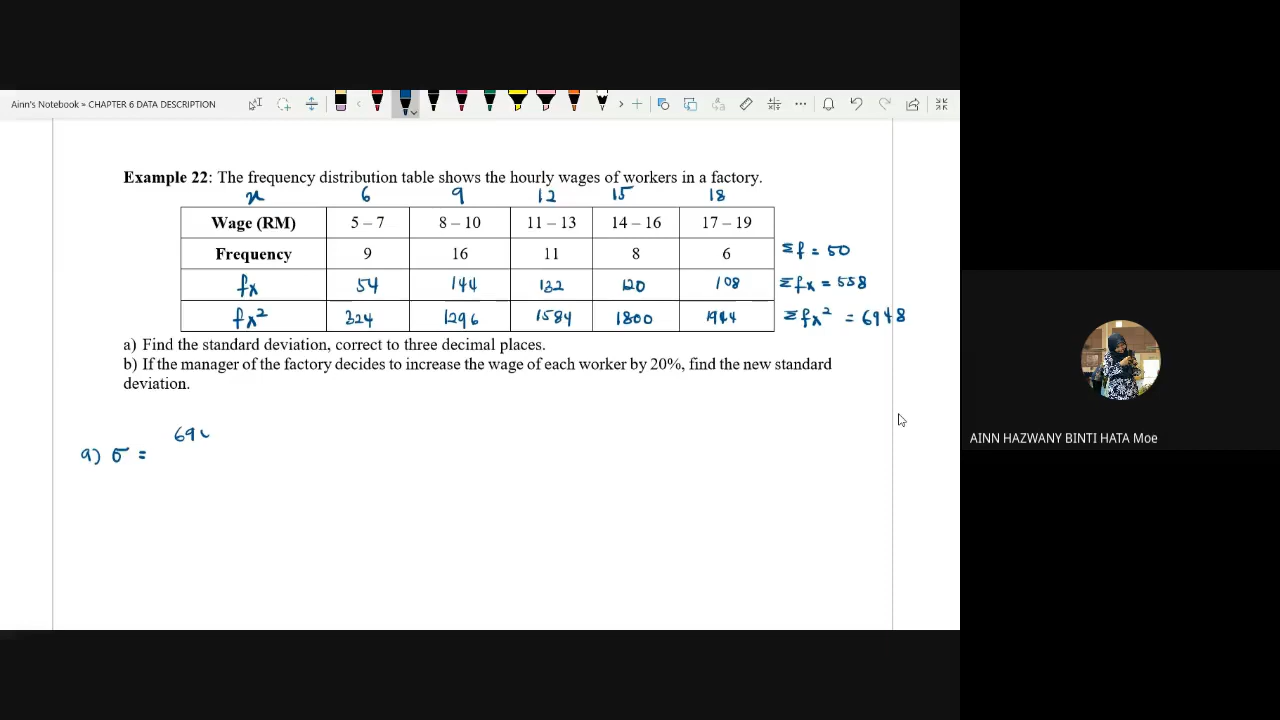 Ainn's Notebook > CHAPTER 6 DATA DESCRIPTION
Example 22: The frequency distribution table shows the hourly wages of workers in a factory.
x 6 9 12 15 18
Wage (RM) 5 – 7 8 – 10 11 – 13 14 – 16 17 – 19
Frequency 9 16 11 8 6 Σf = 50
fx 54 144 132 120 108 Σfx = 558
fx² 324 1296 1584 1800 1944 Σfx² = 6948
a) Find the standard deviation, correct to three decimal places.
b) If the manager of the factory decides to increase the wage of each worker by 20%, find the new standard
deviation.
69
a) σ =
AINN HAZWANY BINTI HATA Moe